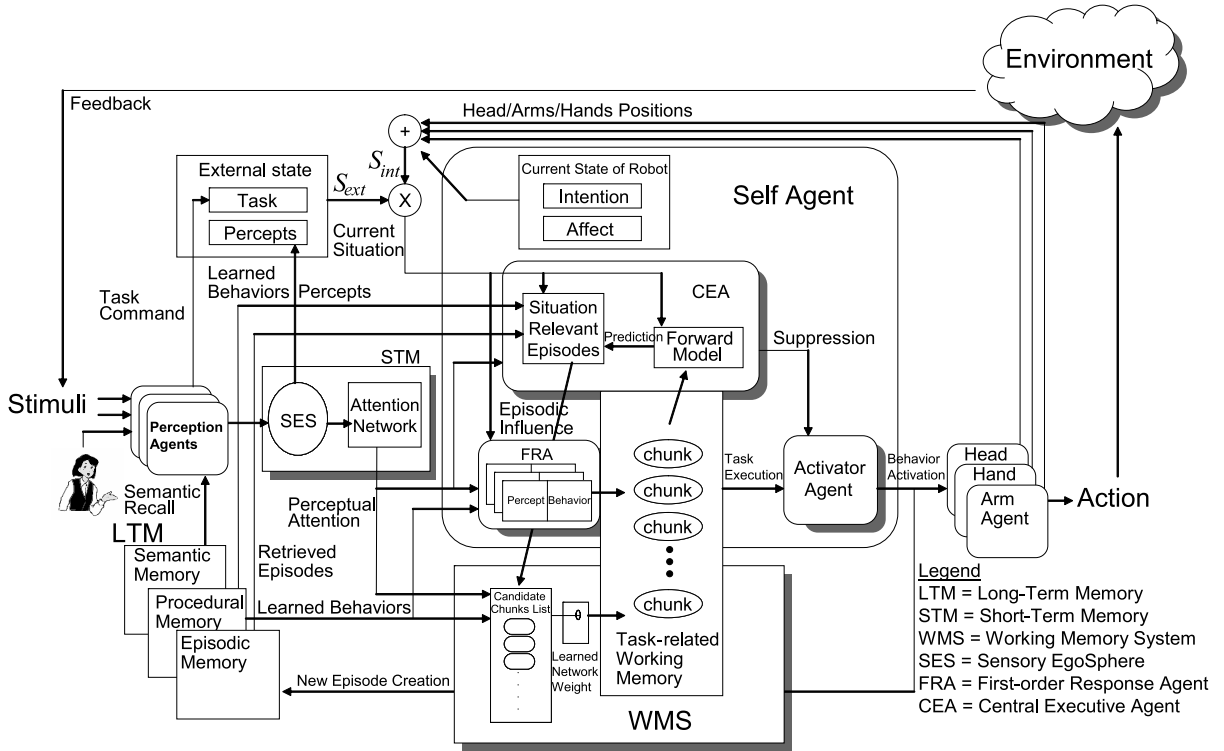 Environment
Feedback
Head/Arms/Hands Positions
+
External state
Task
Percepts
S_ext
S_int
X
Current
Situation
Current State of Robot
Intention
Affect
Self Agent
Learned
Behaviors
Percepts
Task
Command
CEA
Situation
Relevant
Episodes
Prediction
Forward
Model
Suppression
STM
SES
Attention
Network
Stimuli
Perception
Agents
Episodic
Influence
FRA
Percept
Behavior
chunk
chunk
chunk
chunk
Task
Execution
Activator
Agent
Behavior
Activation
Head
Hand
Arm
Agent
Action
Semantic
Recall
LTM
Perceptual
Attention
Semantic
Memory
Procedural
Memory
Episodic
Memory
Retrieved
Episodes
Learned Behaviors
Candidate
Chunks List
Learned
Network
Weight
Task-related
Working
Memory
New Episode Creation
WMS
Legend
LTM = Long-Term Memory
STM = Short-Term Memory
WMS = Working Memory System
SES = Sensory EgoSphere
FRA = First-order Response Agent
CEA = Central Executive Agent